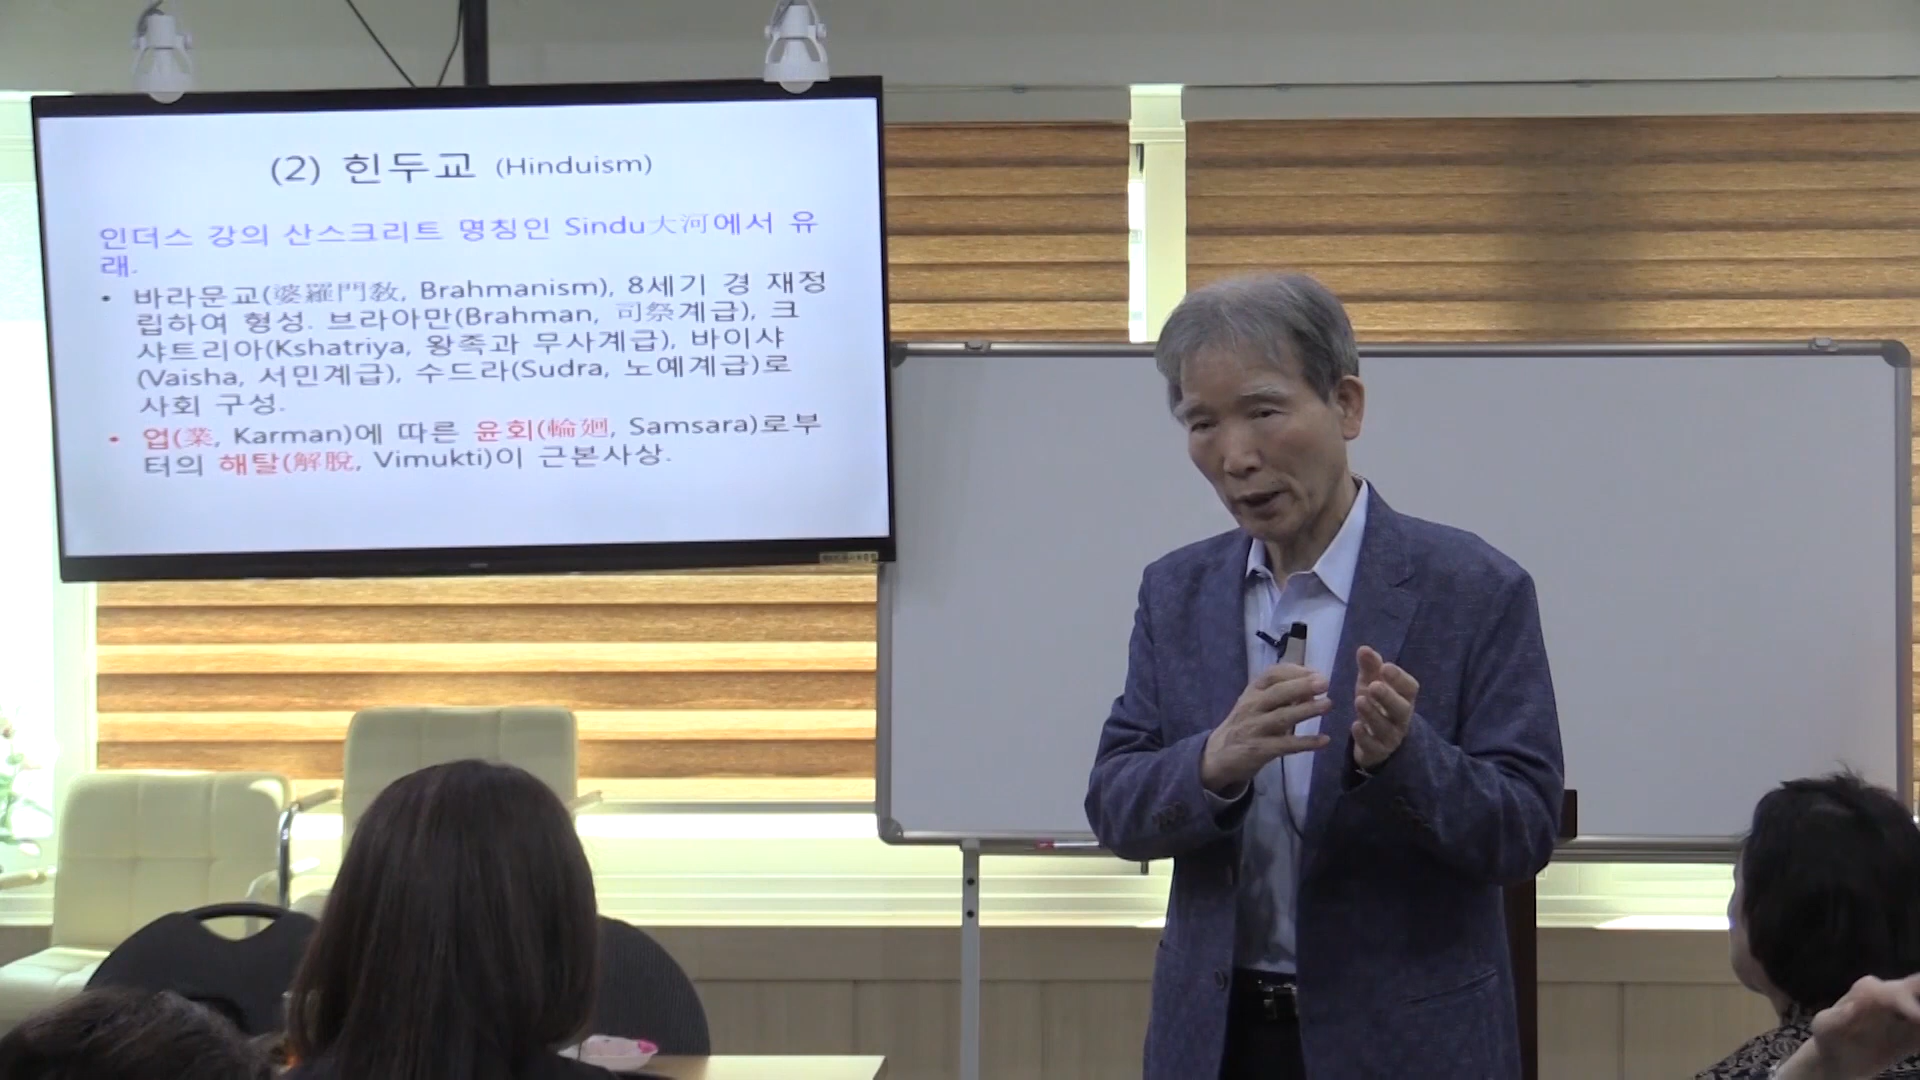 (2) 힌두교 (Hinduism)
인더스 강의 산스크리트 명칭인 Sindu大河에서 유
래.
• 바라문교(婆羅門敎, Brahmanism), 8세기 경 재정
립하여 형성. 브라아만(Brahman, 司祭계급), 크
샤트리아(Kshatriya, 왕족과 무사계급), 바이샤
(Vaisha, 서민계급), 수드라(Sudra, 노예계급)로
사회 구성.
• 업(業, Karman)에 따른 윤회(輪廻, Samsara)로부
터의 해탈(解脫, Vimukti)이 근본사상.